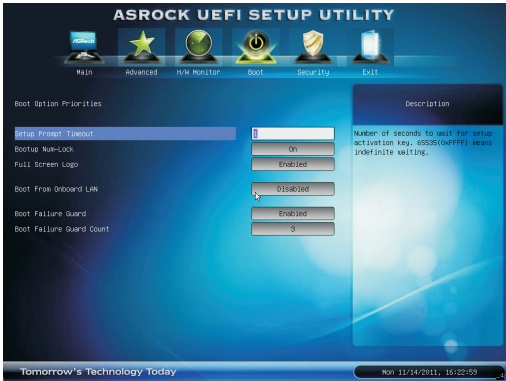 ASROCK UEFI SETUP UTILITY
ASRock
Main Advanced H/W Monitor Boot Security Exit
Boot Option Priorities
Setup Prompt Timeout 1
Bootup Num-Lock On
Full Screen Logo Enabled
Boot From Onboard LAN Disabled
Boot Failure Guard Enabled
Boot Failure Guard Count 3
Description
Number of seconds to wait for setup
activation key. 65535(0xFFFF) means
indefinite waiting.
Tomorrow's Technology Today
Mon 11/14/2011, 16:22:59